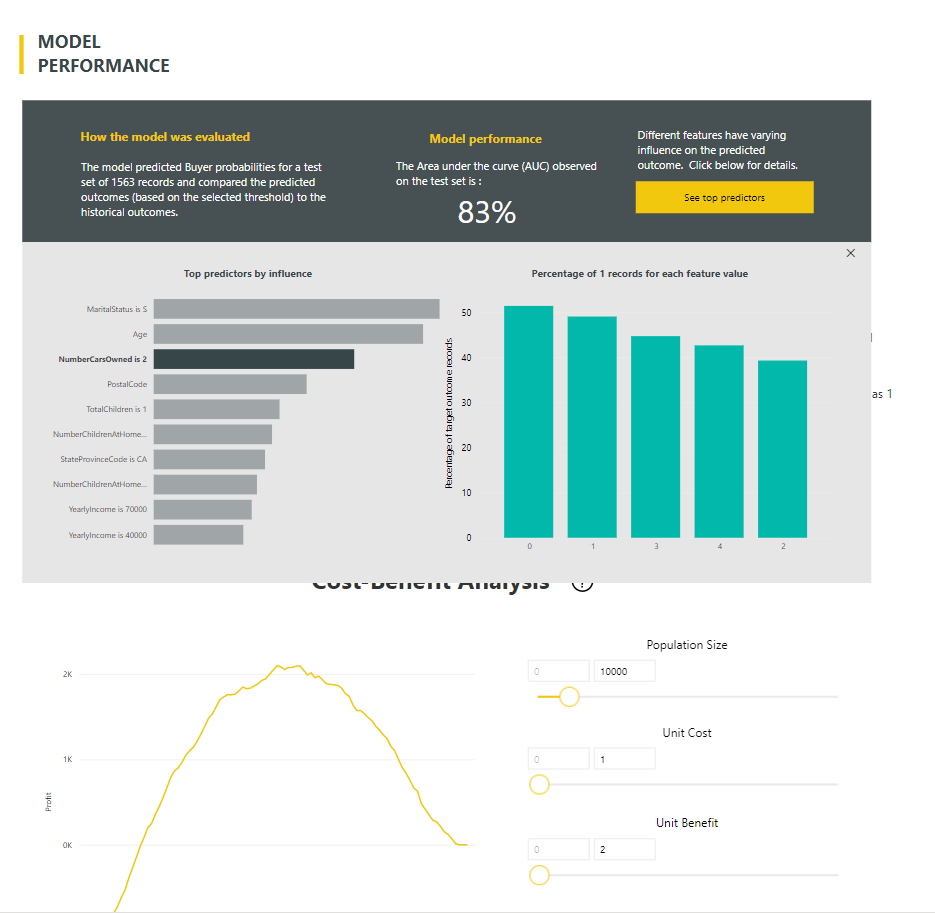 MODEL
PERFORMANCE
How the model was evaluated
The model predicted Buyer probabilities for a test
set of 1563 records and compared the predicted
outcomes (based on the selected threshold) to the
historical outcomes.
Model performance
The Area under the curve (AUC) observed
on the test set is :
83%
Different features have varying
influence on the predicted
outcome. Click below for details.
See top predictors
Top predictors by influence
MaritalStatus is S
Age
NumberCarsOwned is 2
PostalCode
TotalChildren is 1
NumberChildrenAtHome...
StateProvinceCode is CA
NumberChildrenAtHome...
YearlyIncome is 70000
YearlyIncome is 40000
Percentage of 1 records for each feature value
Percentage of target outcome records
50
40
30
20
10
0
0
1
3
4
2
as 1
Cost-Benefit Analysis
Profit
2K
1K
0K
Population Size
0
10000
Unit Cost
0
1
Unit Benefit
0
2